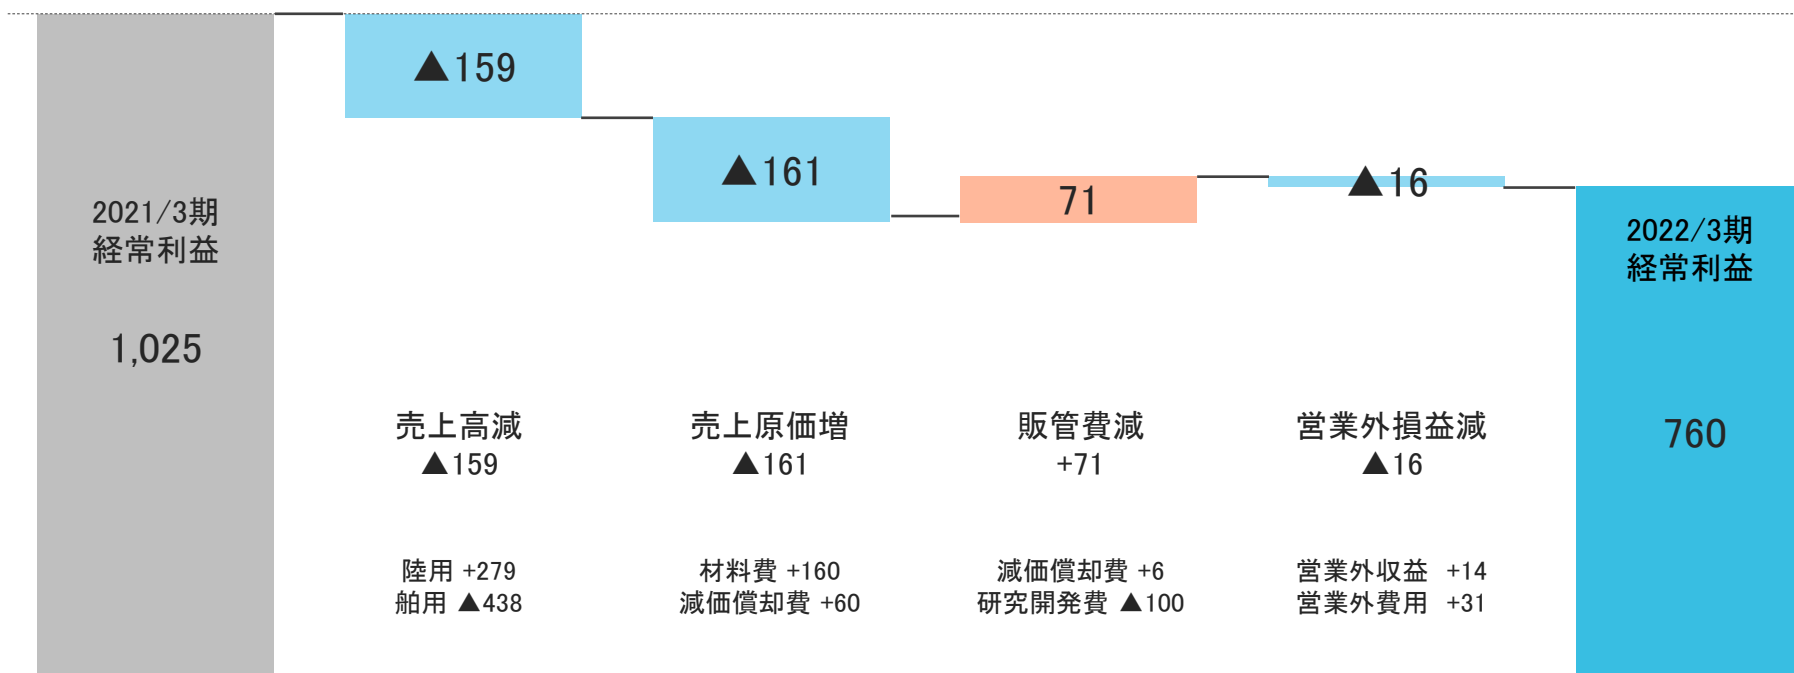 2021/3期
経常利益
1,025
▲159
▲161
71
▲16
2022/3期
経常利益
760
売上高減
▲159
陸用 +279
舶用 ▲438
売上原価増
▲161
材料費 +160
減価償却費 +60
販管費減
+71
減価償却費 +6
研究開発費 ▲100
営業外損益減
▲16
営業外収益 +14
営業外費用 +31